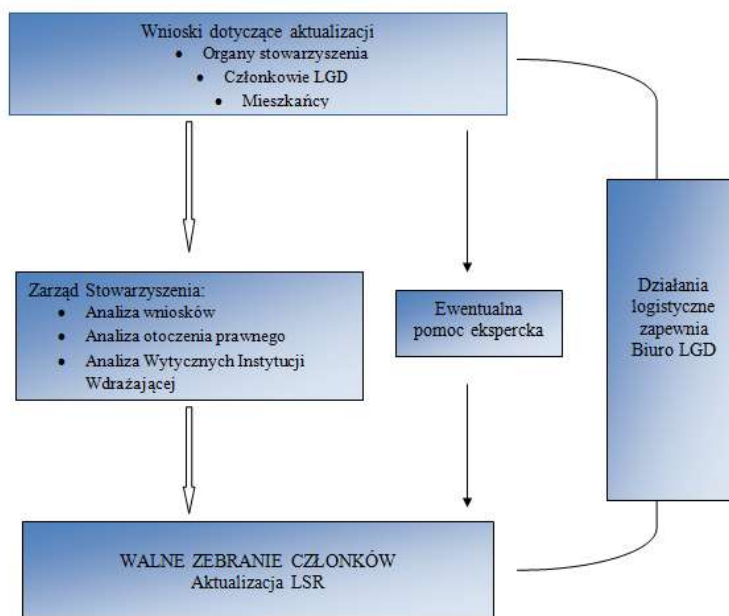 Wnioski dotyczące aktualizacji
• Organy stowarzyszenia
• Członkowie LGD
• Mieszkańcy
Zarząd Stowarzyszenia:
• Analiza wniosków
• Analiza otoczenia prawnego
• Analiza Wytycznych Instytucji
Wdrażającej
Ewentualna
pomoc ekspercka
Działania
logistyczne
zapewnia
Biuro LGD
WALNE ZEBRANIE CZŁONKÓW
Aktualizacja LSR